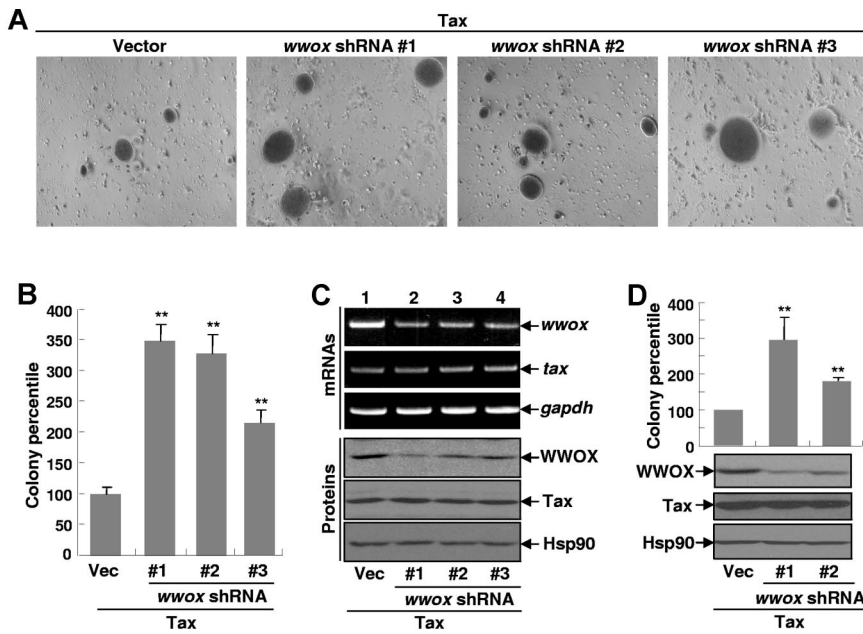 A
Tax
Vector
wwox shRNA #1
wwox shRNA #2
wwox shRNA #3
B
Colony percentile
400
350
300
250
200
150
100
50
0
**
**
**
Vec #1 #2 #3
wwox shRNA
Tax
C
1 2 3 4
mRNAs
wwox
tax
gapdh
Proteins
WWOX
Tax
Hsp90
Vec #1 #2 #3
wwox shRNA
Tax
D
Colony percentile
400
300
200
100
0
**
**
WWOX
Tax
Hsp90
Vec #1 #2
wwox shRNA
Tax